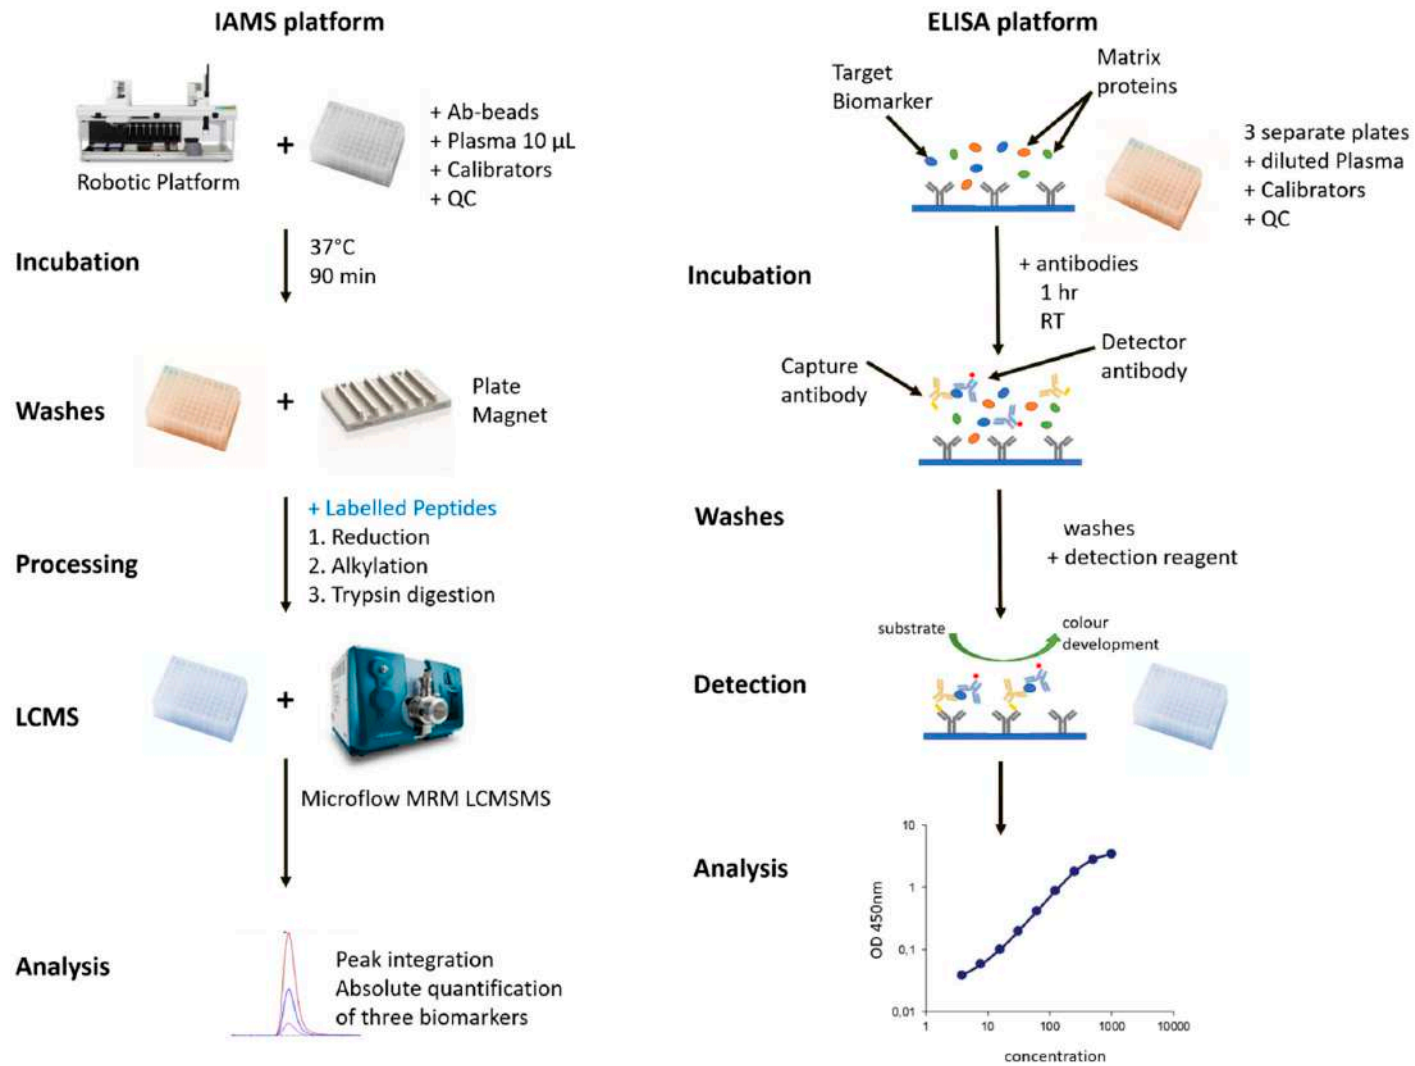 IAMS platform
Robotic Platform
+
+ Ab-beads
+ Plasma 10 µL
+ Calibrators
+ QC
Incubation
37°C
90 min
Washes
+
Plate
Magnet
Processing
+ Labelled Peptides
1. Reduction
2. Alkylation
3. Trypsin digestion
LCMS
+
Microflow MRM LCMSMS
Analysis
Peak integration
Absolute quantification
of three biomarkers
ELISA platform
Target
Biomarker
Matrix
proteins
3 separate plates
+ diluted Plasma
+ Calibrators
+ QC
Incubation
+ antibodies
1 hr
RT
Capture
antibody
Detector
antibody
Washes
washes
+ detection reagent
Detection
substrate
colour
development
Analysis
OD 450nm
10
1
0,1
0,01
1
10
100
1000
10000
concentration